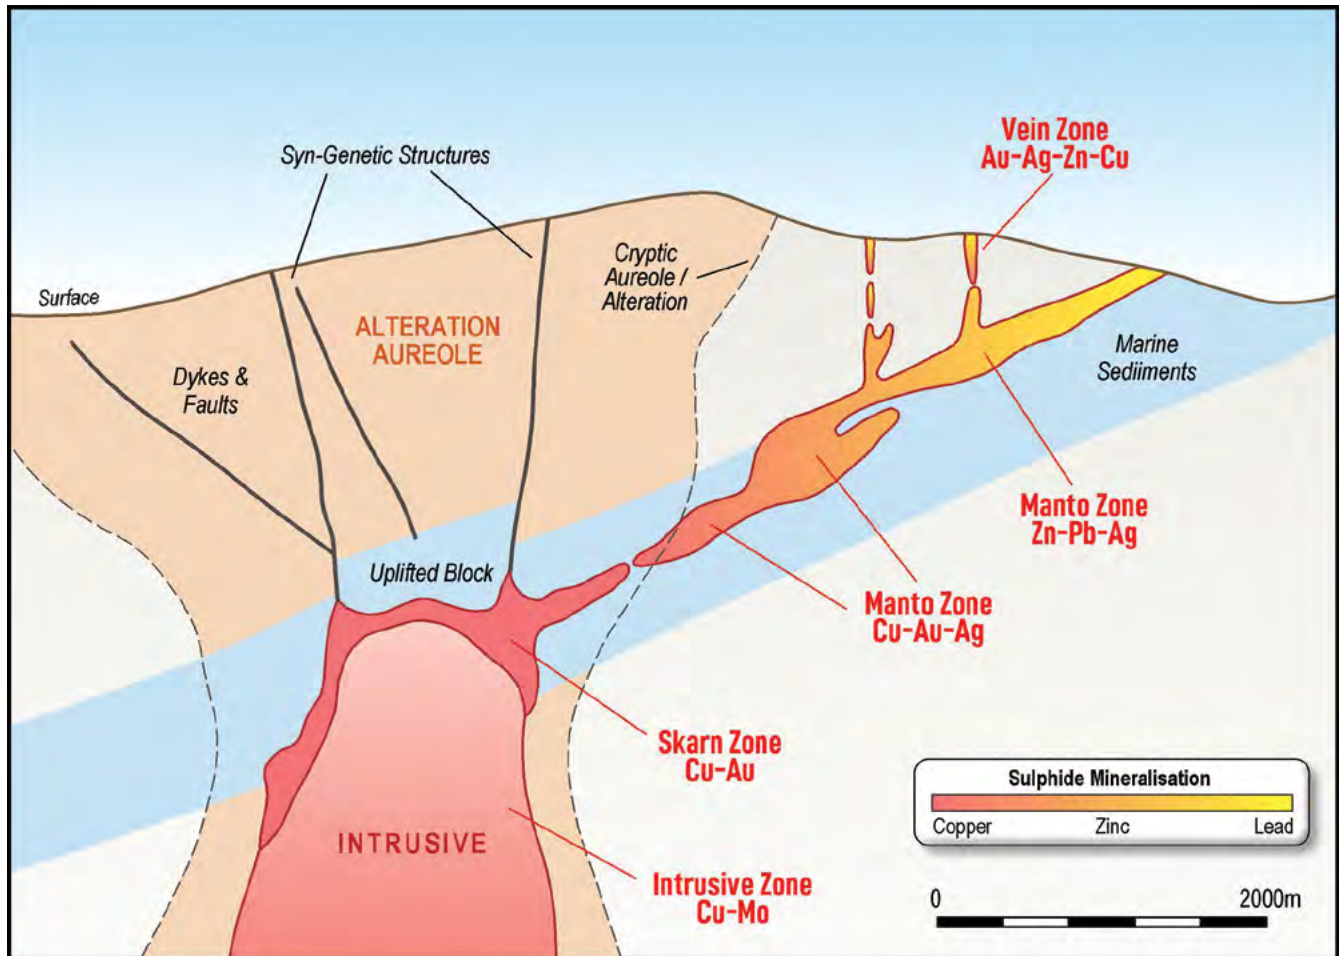 Vein Zone
Au-Ag-Zn-Cu
Syn-Genetic Structures
Cryptic
Aureole /
Alteration
Surface
ALTERATION
AUREOLE
Dykes &
Faults
Marine
Sediiments
Manto Zone
Zn-Pb-Ag
Uplifted Block
Manto Zone
Cu-Au-Ag
Skarn Zone
Cu-Au
Sulphide Mineralisation
Copper Zinc Lead
INTRUSIVE
Intrusive Zone
Cu-Mo
0 2000m